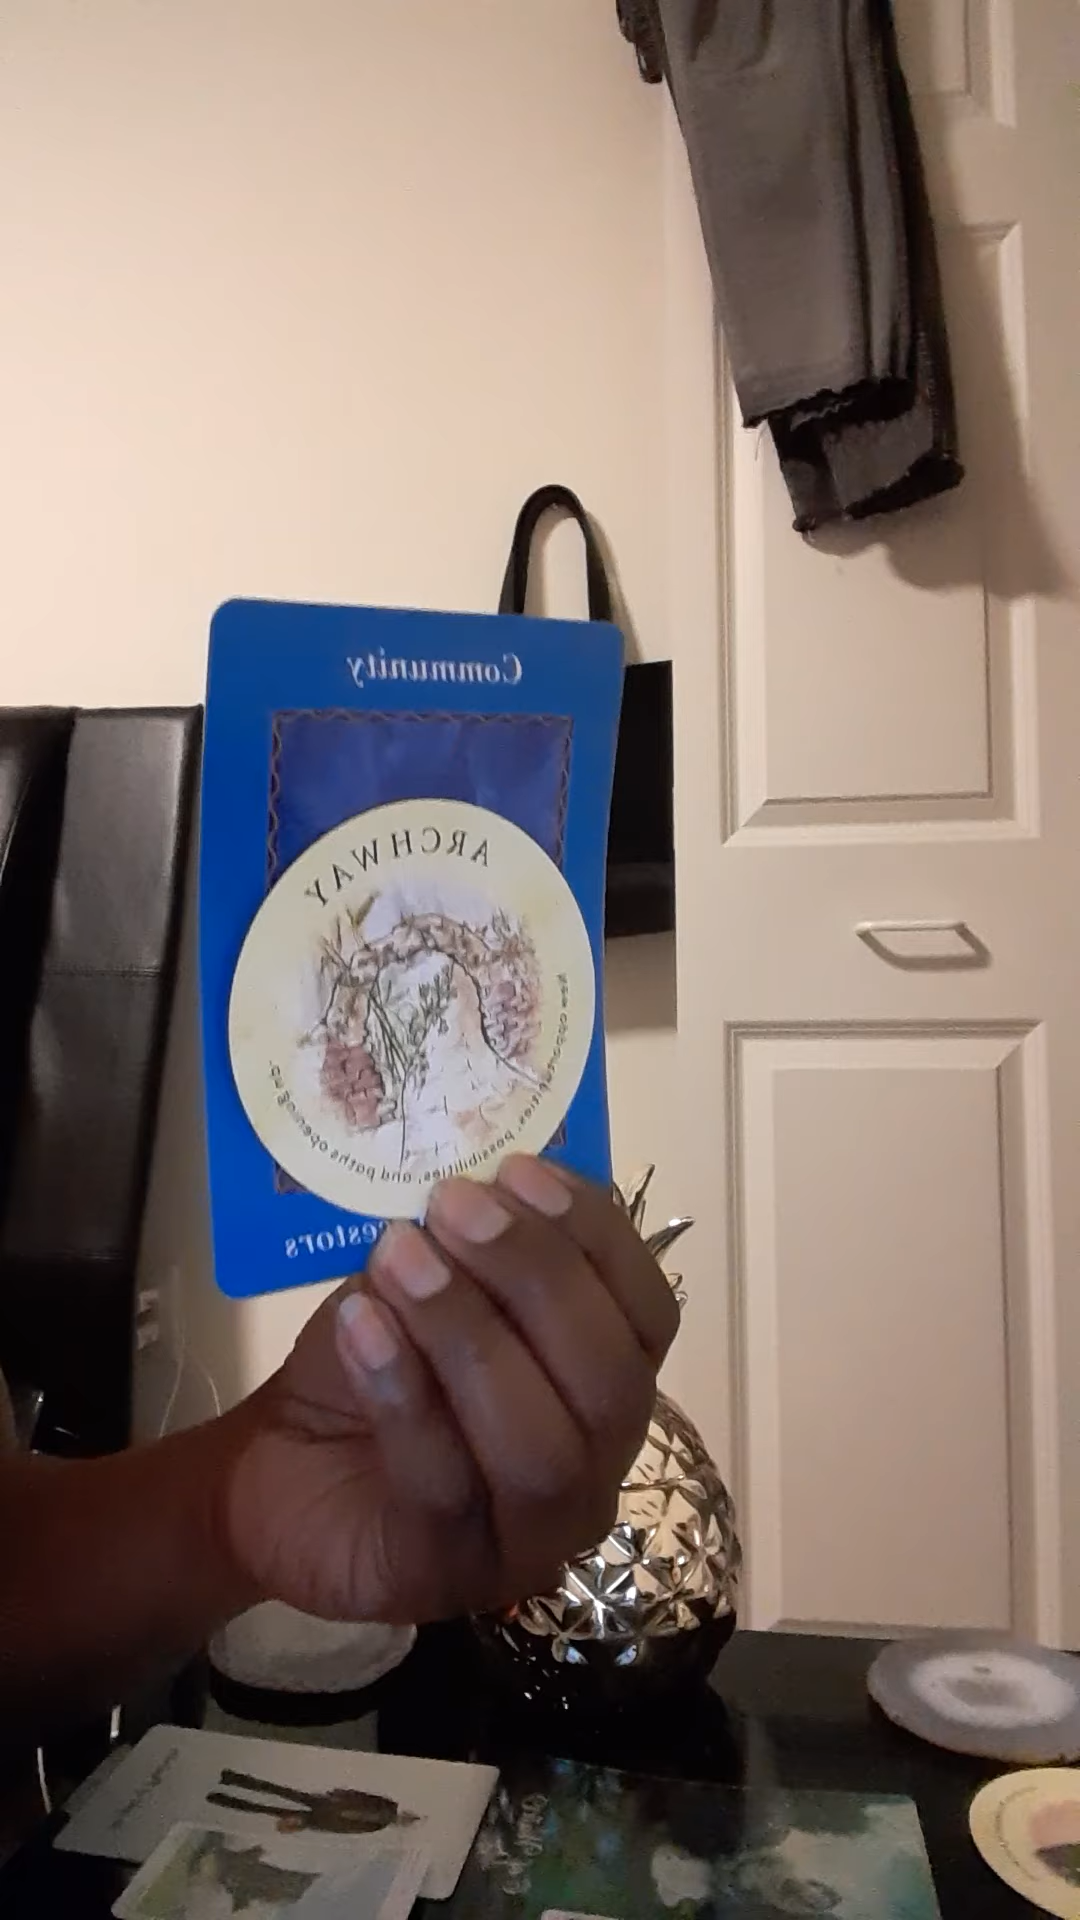 Community
ARCHWAY
New opportunities, possibilities, and paths opening up.
estors